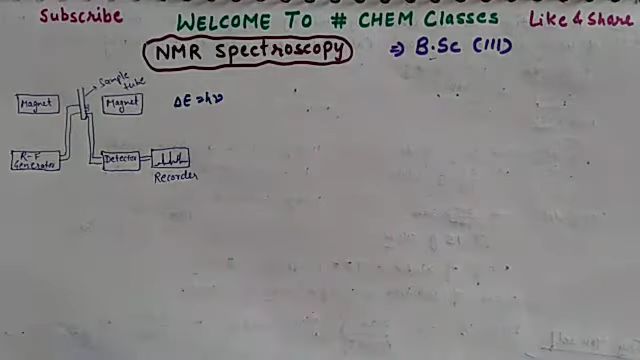 Subscribe
WELCOME TO # CHEM Classes
Like & Share
NMR Spectroscopy
⇒ B.Sc (III)
Sample tube
Magnet
Magnet
ΔE = hν
R-F Generator
Detector
Recorder